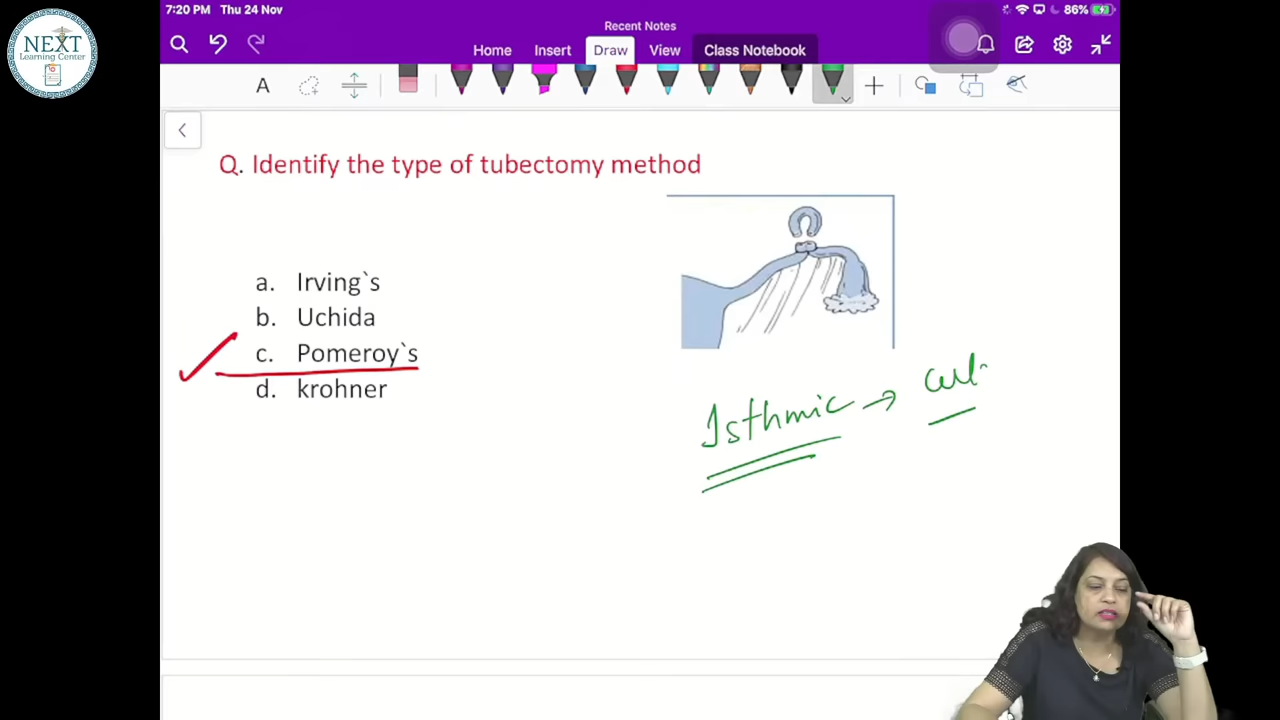 7:20 PM Thu 24 Nov
86%
Recent Notes
Home Insert Draw View Class Notebook
NEXT
Learning Center
A
Q. Identify the type of tubectomy method
a. Irving`s
b. Uchida
c. Pomeroy`s
d. krohner
Isthmic →